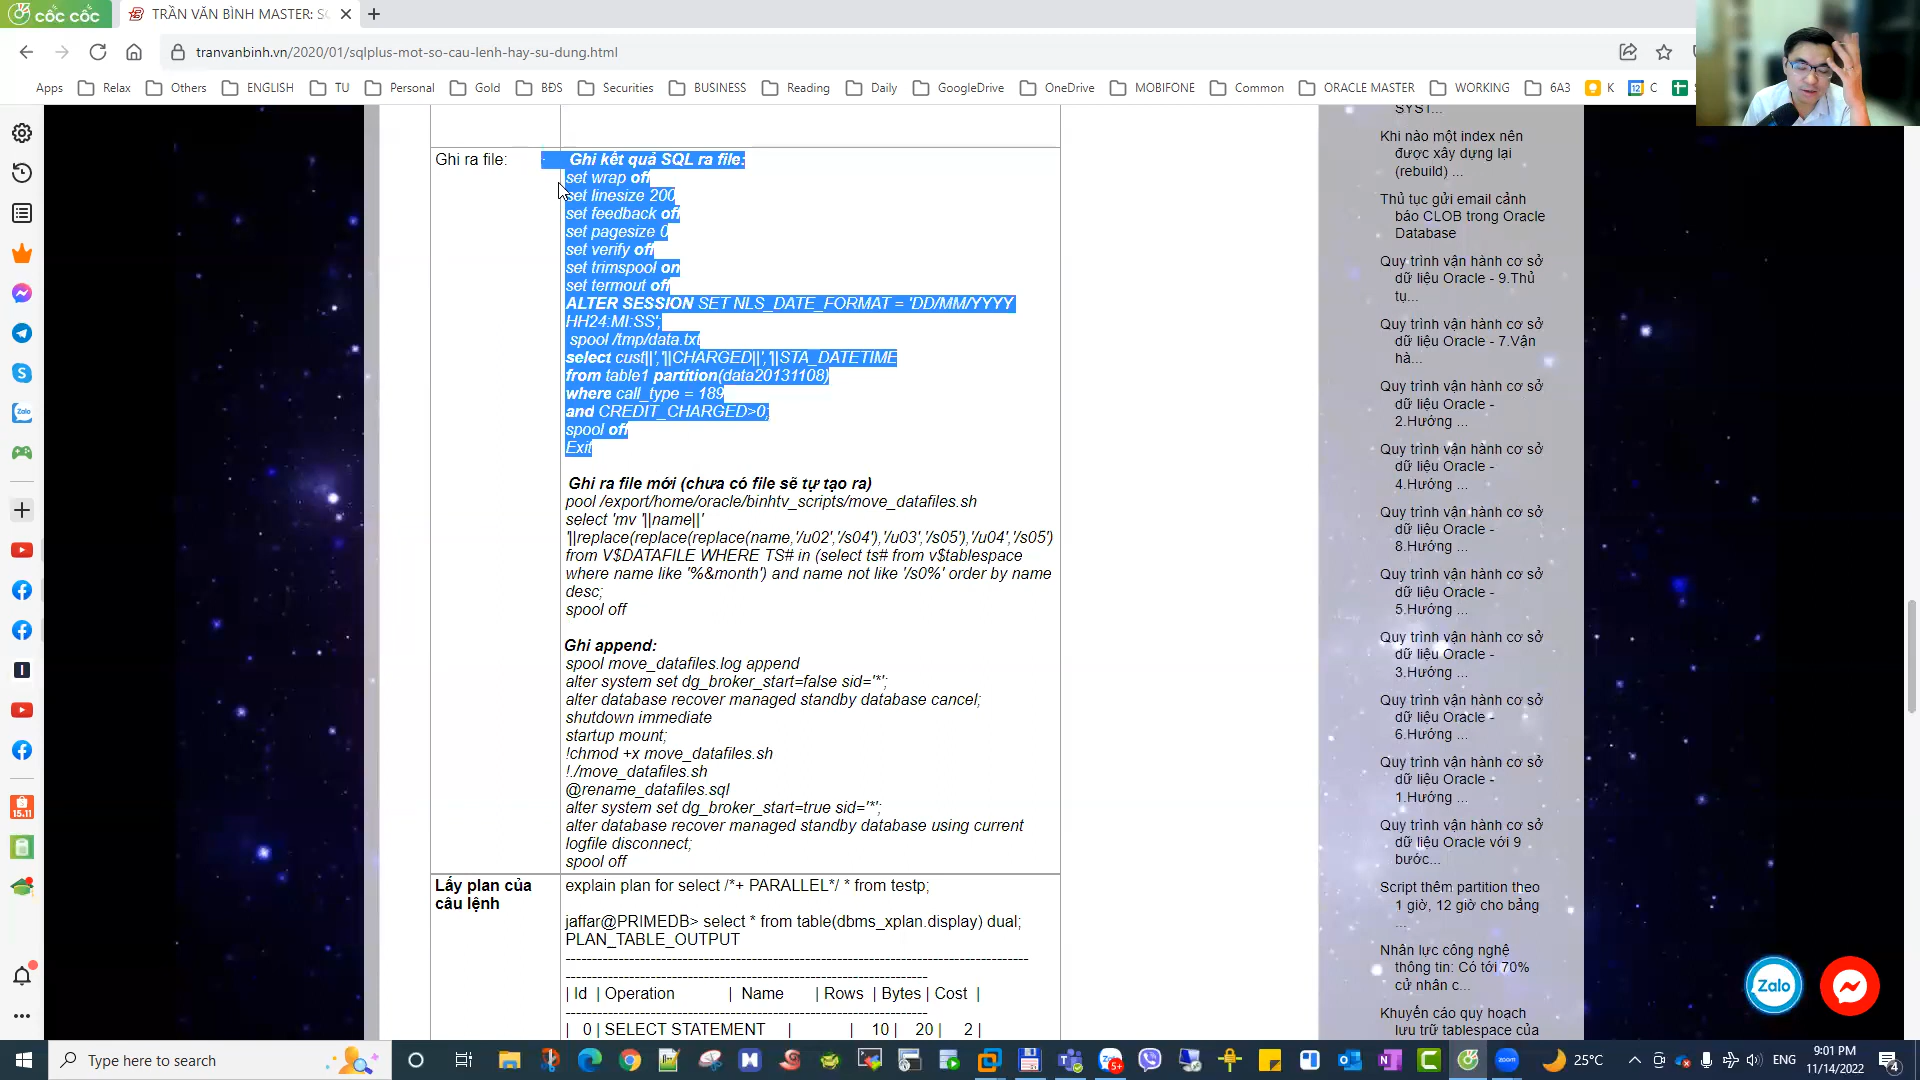 cốc cốc
TRẦN VĂN BÌNH MASTER: S
tranvanbinh.vn/2020/01/sqlplus-mot-so-cau-lenh-hay-su-dung.html
Apps Relax Others ENGLISH TU Personal Gold BĐS Securities BUSINESS Reading Daily GoogleDrive OneDrive MOBIFONE Common ORACLE MASTER WORKING 6A3 K C
Ghi ra file:
Ghi kết quả SQL ra file:
set wrap off
set linesize 200
set feedback off
set pagesize 0
set verify off
set trimspool on
set termout off
ALTER SESSION SET NLS_DATE_FORMAT = 'DD/MM/YYYY
HH24:MI:SS';
spool /tmp/data.txt
select cust||','||CHARGED||','||STA_DATETIME
from table1 partition(data20131108)
where call_type = 189
and CREDIT_CHARGED>0;
spool off
Exit
Ghi ra file mới (chưa có file sẽ tự tạo ra)
pool /export/home/oracle/binhtv_scripts/move_datafiles.sh
select 'mv '||name||'
'||replace(replace(replace(name,'/u02','/s04'),'/u03','/s05'),'/u04','/s05')
from V$DATAFILE WHERE TS# in (select ts# from v$tablespace
where name like '%&month') and name not like '/s0%' order by name
desc;
spool off
Ghi append:
spool move_datafiles.log append
alter system set dg_broker_start=false sid='*';
alter database recover managed standby database cancel;
shutdown immediate
startup mount;
!chmod +x move_datafiles.sh
!./move_datafiles.sh
@rename_datafiles.sql
alter system set dg_broker_start=true sid='*';
alter database recover managed standby database using current
logfile disconnect;
spool off
Lấy plan của
câu lệnh
explain plan for select /*+ PARALLEL*/ * from testp;
jaffar@PRIMEDB> select * from table(dbms_xplan.display) dual;
PLAN_TABLE_OUTPUT
| Id | Operation | Name | Rows | Bytes | Cost |
| 0 | SELECT STATEMENT | | 10 | 20 | 2 |
SYST...
Khi nào một index nên
được xây dựng lại
(rebuild) ...
Thủ tục gửi email cảnh
báo CLOB trong Oracle
Database
Quy trình vận hành cơ sở
dữ liệu Oracle - 9.Thủ
tụ...
Quy trình vận hành cơ sở
dữ liệu Oracle - 7.Vận
hà...
Quy trình vận hành cơ sở
dữ liệu Oracle -
2.Hướng ...
Quy trình vận hành cơ sở
dữ liệu Oracle -
4.Hướng ...
Quy trình vận hành cơ sở
dữ liệu Oracle -
8.Hướng ...
Quy trình vận hành cơ sở
dữ liệu Oracle -
5.Hướng ...
Quy trình vận hành cơ sở
dữ liệu Oracle -
3.Hướng ...
Quy trình vận hành cơ sở
dữ liệu Oracle -
6.Hướng ...
Quy trình vận hành cơ sở
dữ liệu Oracle -
1.Hướng ...
Quy trình vận hành cơ sở
dữ liệu Oracle với 9
bước...
Script thêm partition theo
1 giờ, 12 giờ cho bảng
...
Nhân lực công nghệ
thông tin: Có tới 70%
cử nhân c...
Khuyến cáo quy hoạch
lưu trữ tablespace của
Zalo
Zalo
15.11
Type here to search
25°C
ENG
9:01 PM
11/14/2022
4